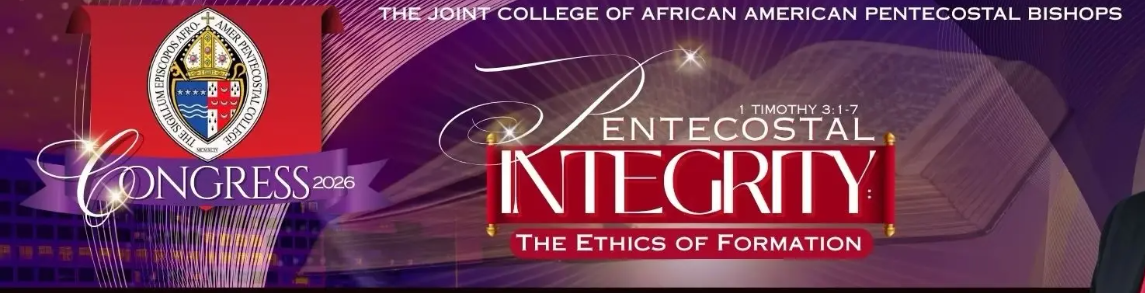 THE JOINT COLLEGE OF AFRICAN AMERICAN PENTECOSTAL BISHOPS
THE SIGILUM EPISCOPOS AFRO-AMER PENTECOSTAL COLLEGE
CONGRESS 2026
1 TIMOTHY 3:1-7
PENTECOSTAL
INTEGRITY:
THE ETHICS OF FORMATION